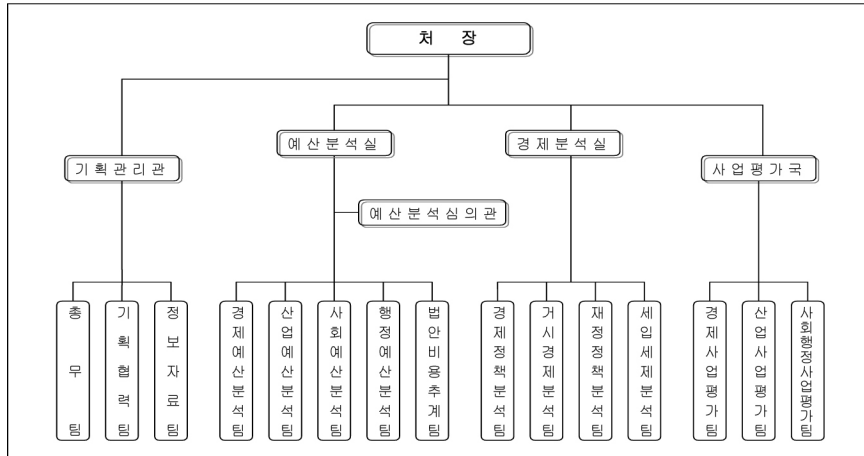 처 장
예산분석실
경제분석실
기획관리관
사업평가국
예산분석심의관
총무팀
기획협력팀
정보자료팀
경제예산분석팀
산업예산분석팀
사회예산분석팀
행정예산분석팀
법안비용추계팀
경제정책분석팀
거시경제분석팀
재정정책분석팀
세입세제분석팀
경제사업평가팀
산업사업평가팀
사회행정사업평가팀